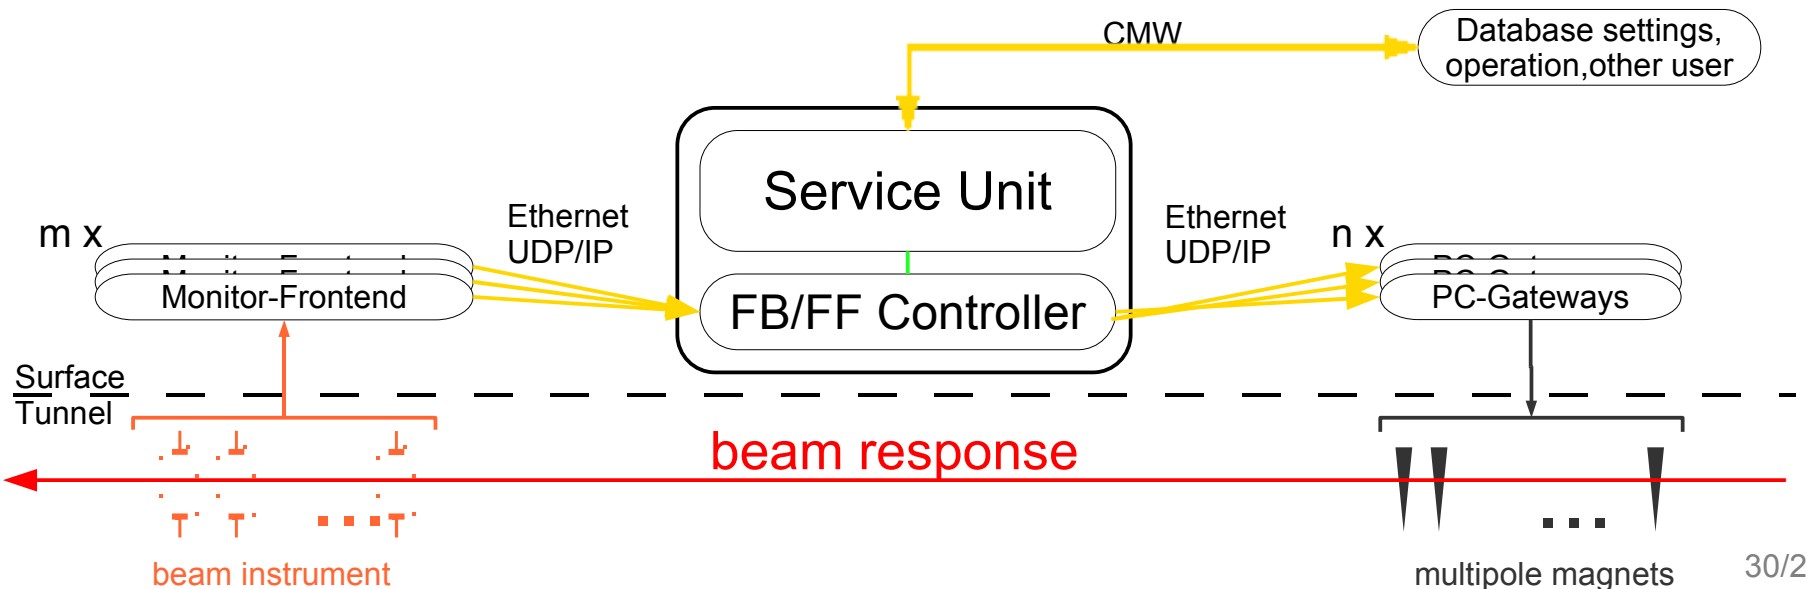 CMW
Database settings,
operation,other user
Service Unit
Ethernet
UDP/IP
Ethernet
UDP/IP
m x
n x
Monitor-Frontend
FB/FF Controller
PC-Gateways
Surface
Tunnel
beam response
beam instrument
multipole magnets
30/2